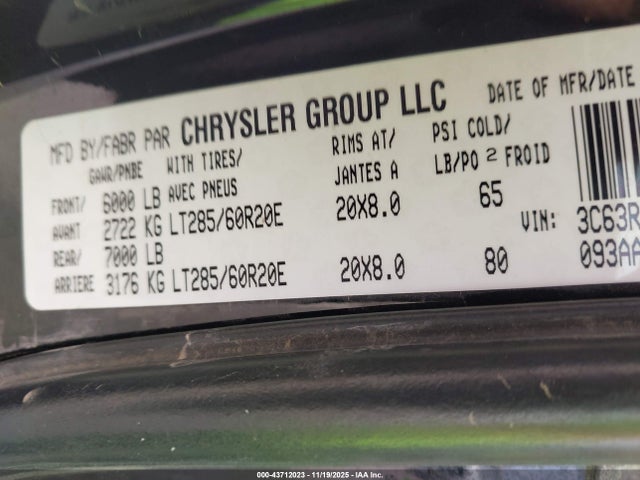 MFD BY/FABR PAR CHRYSLER GROUP LLC DATE OF MFR/DATE
GAWR/PNBE WITH TIRES/ RIMS AT/ PSI COLD/
AVEC PNEUS JANTES A LB/PO 2 FROID
FRONT/ 6000 LB
AVANT 2722 KG LT285/60R20E 20X8.0 65
REAR/ 7000 LB VIN: 3C63R
ARRIERE 3176 KG LT285/60R20E 20X8.0 80 093AA
000-43712023 - 11/19/2025 - IAA Inc.